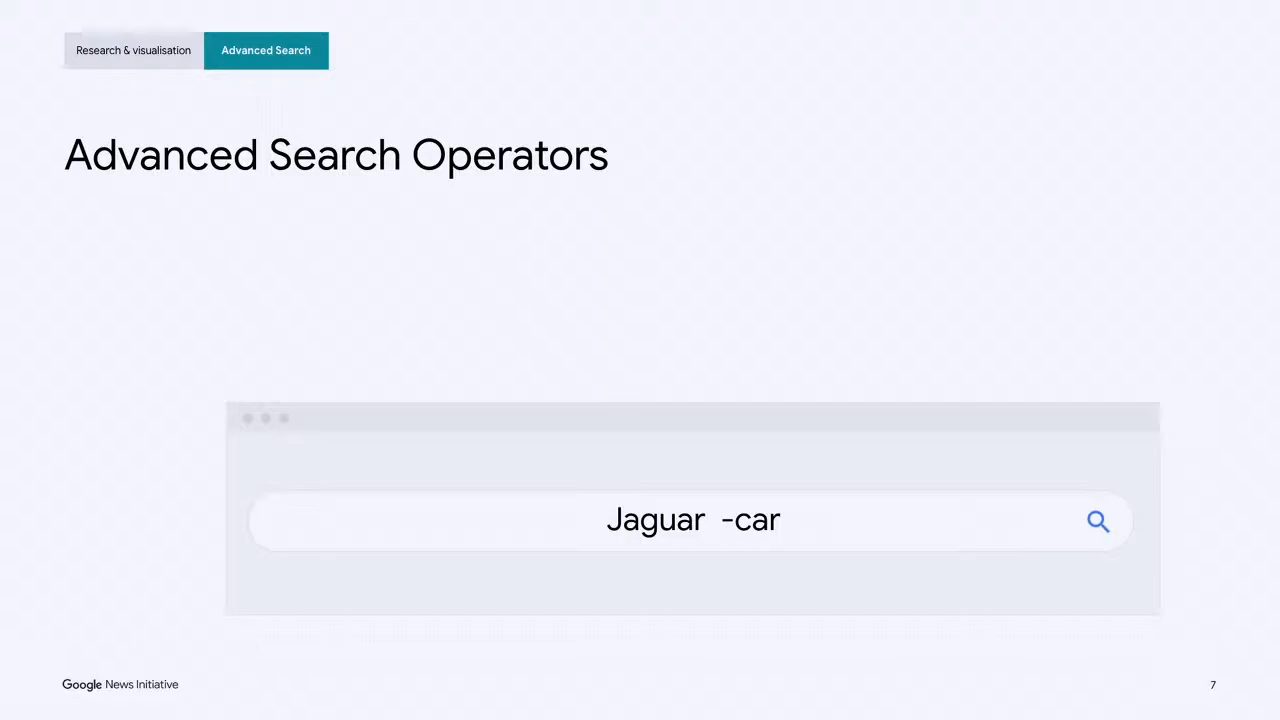 Research & visualisation
Advanced Search
Advanced Search Operators
Jaguar -car
Google News Initiative
7